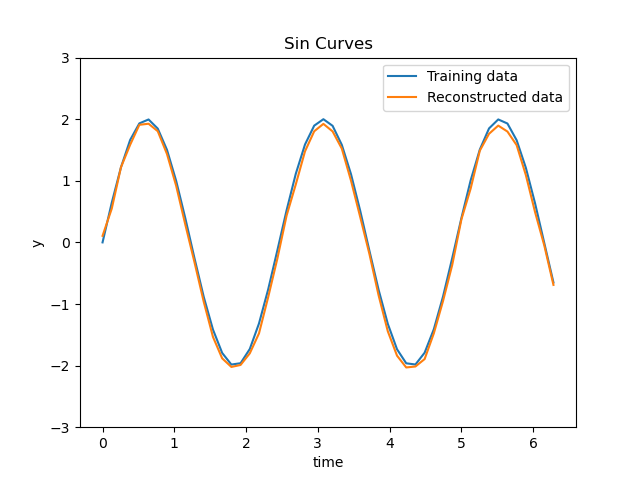 Sin Curves
Training data
Reconstructed data
3
2
1
0
−1
−2
−3
y
0 1 2 3 4 5 6
time